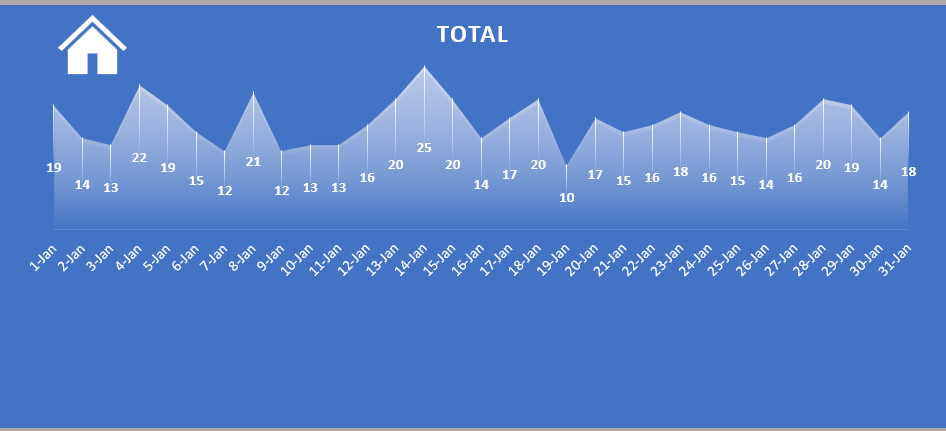 TOTAL
19 14 13 22 19 15 12 21 12 13 13 16 20 25 20 14 17 20 10 17 15 16 18 16 15 14 16 20 19 14 18
1-Jan 2-Jan 3-Jan 4-Jan 5-Jan 6-Jan 7-Jan 8-Jan 9-Jan 10-Jan 11-Jan 12-Jan 13-Jan 14-Jan 15-Jan 16-Jan 17-Jan 18-Jan 19-Jan 20-Jan 21-Jan 22-Jan 23-Jan 24-Jan 25-Jan 26-Jan 27-Jan 28-Jan 29-Jan 30-Jan 31-Jan